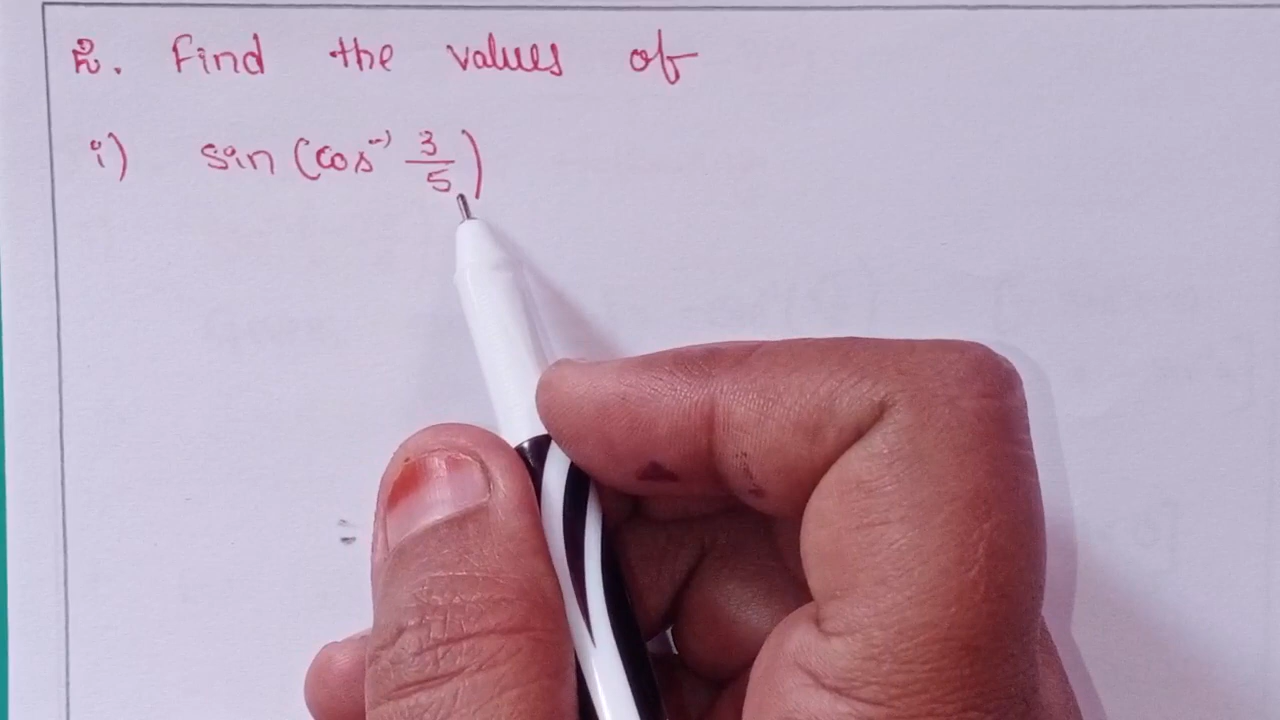 2. Find the values of
i) sin (cos⁻¹ 3/5)